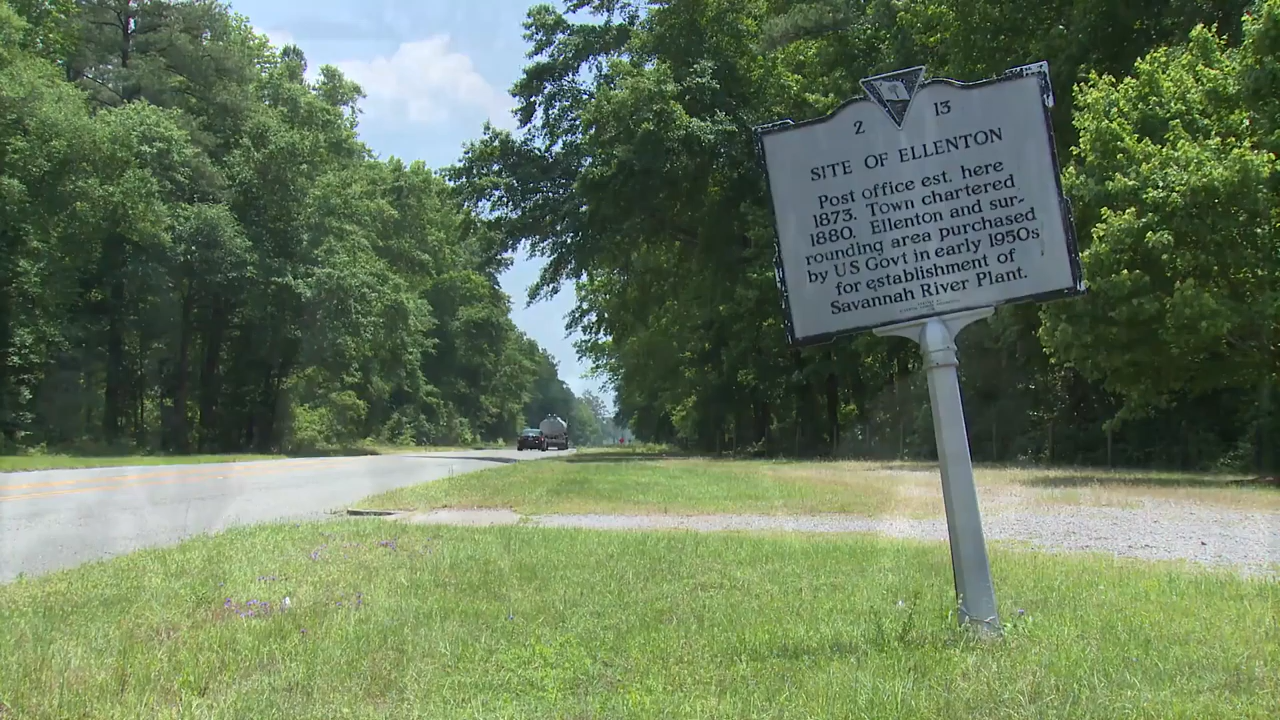 2 13
SITE OF ELLENTON
Post office est. here
1873. Town chartered
1880. Ellenton and sur-
rounding area purchased
by US Govt in early 1950s
for establishment of
Savannah River Plant.